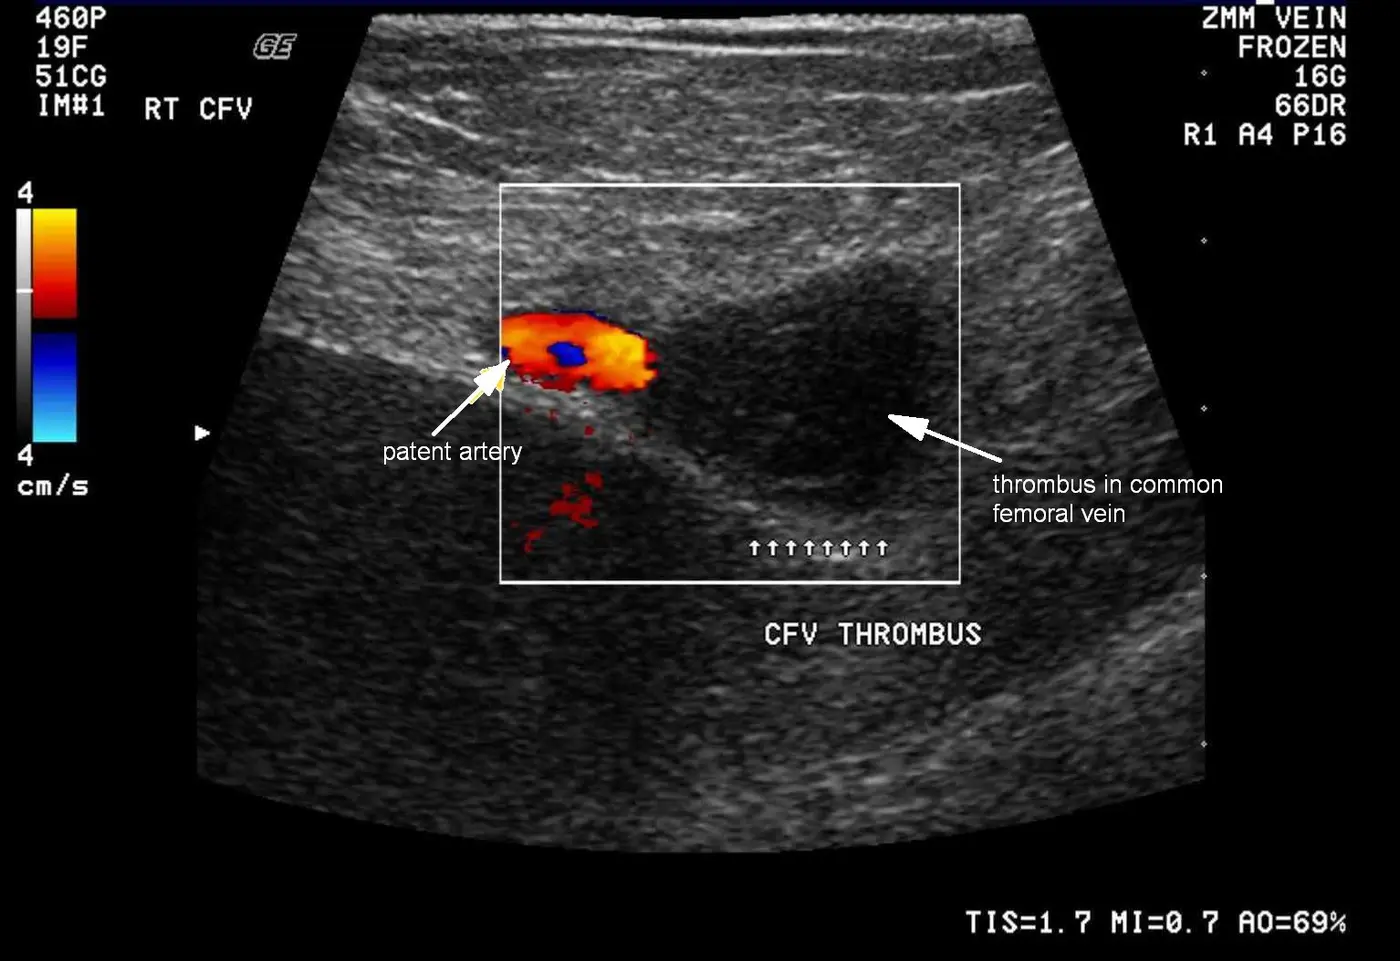 460P
19F
51CG
IM#1
GE
RT CFV
ZMM VEIN
FROZEN
16G
66DR
R1 A4 P16
4
4
cm/s
patent artery
thrombus in common
femoral vein
↑↑↑↑↑↑↑↑
CFV THROMBUS
TIS=1.7 MI=0.7 AO=69%